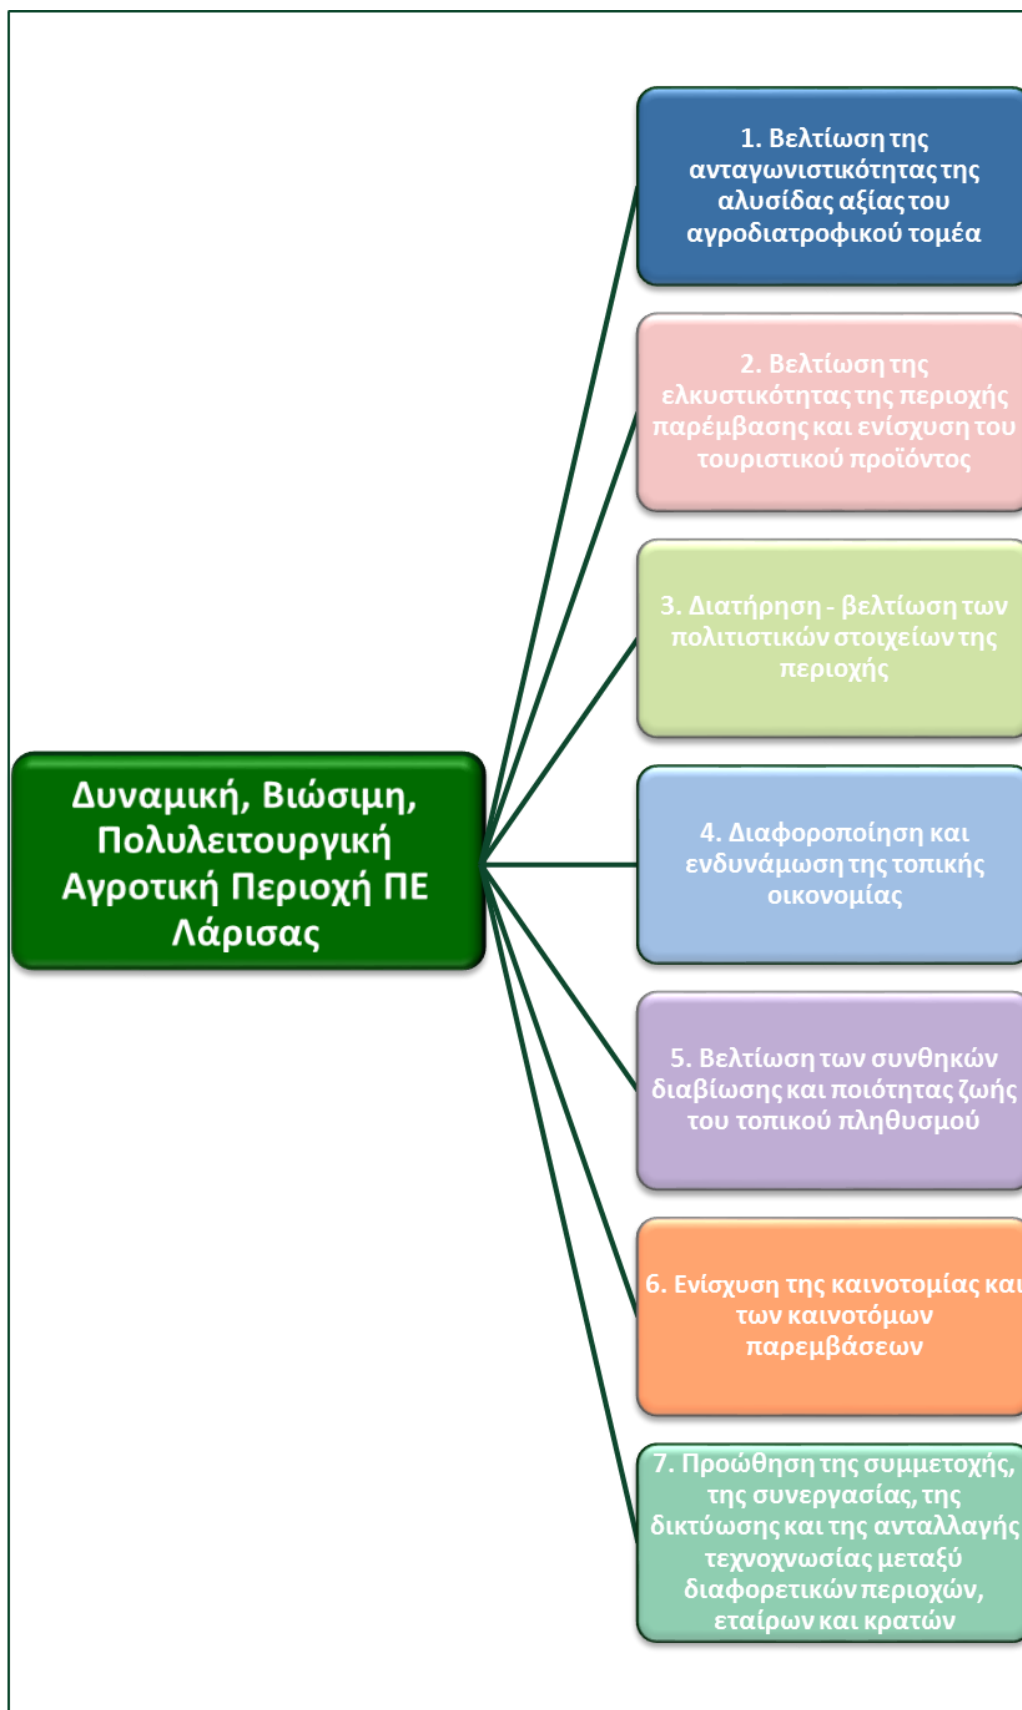 Δυναμική, Βιώσιμη,
Πολυλειτουργική
Αγροτική Περιοχή ΠΕ
Λάρισας
1. Βελτίωση της
ανταγωνιστικότητας της
αλυσίδας αξίας του
αγροδιατροφικού τομέα
2. Βελτίωση της
ελκυστικότητας της περιοχής
παρέμβασης και ενίσχυση του
τουριστικού προϊόντος
3. Διατήρηση - βελτίωση των
πολιτιστικών στοιχείων της
περιοχής
4. Διαφοροποίηση και
ενδυνάμωση της τοπικής
οικονομίας
5. Βελτίωση των συνθηκών
διαβίωσης και ποιότητας ζωής
του τοπικού πληθυσμού
6. Ενίσχυση της καινοτομίας και
των καινοτόμων
παρεμβάσεων
7. Προώθηση της συμμετοχής,
της συνεργασίας, της
δικτύωσης και της ανταλλαγής
τεχνοχνωσίας μεταξύ
διαφορετικών περιοχών,
εταίρων και κρατών